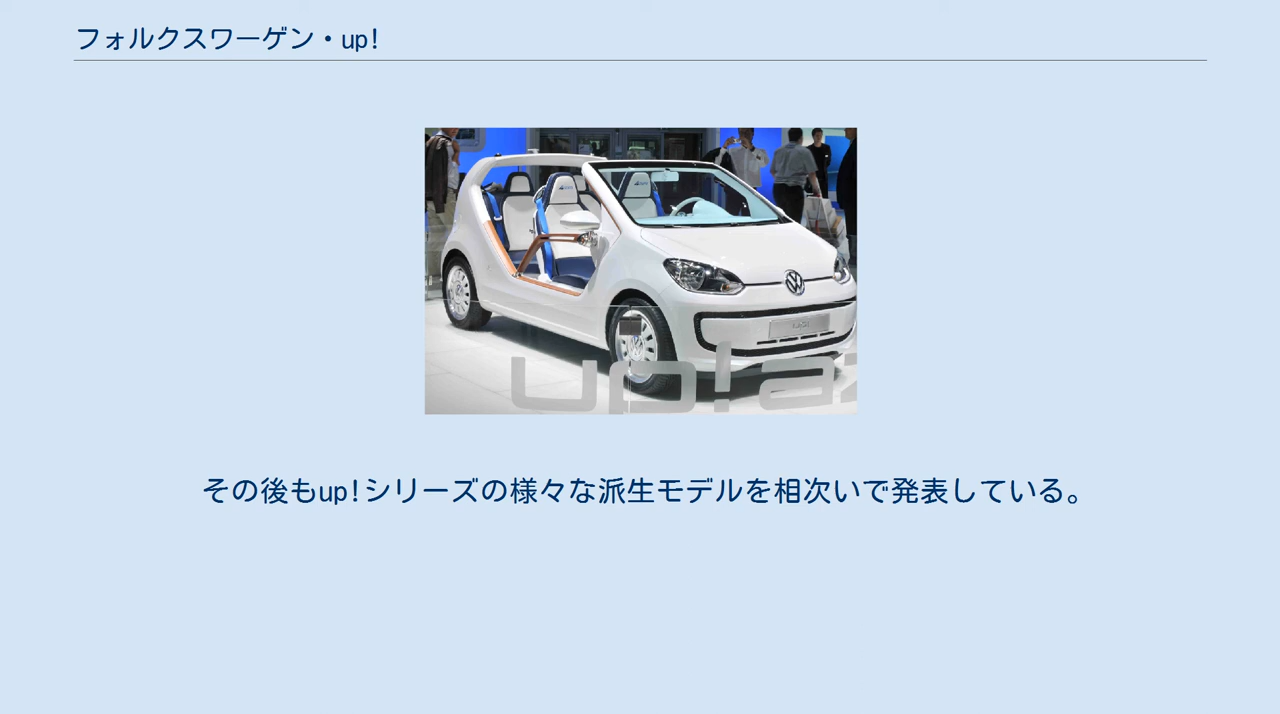 フォルクスワーゲン・up!
up!a
その後もup!シリーズの様々な派生モデルを相次いで発表している。